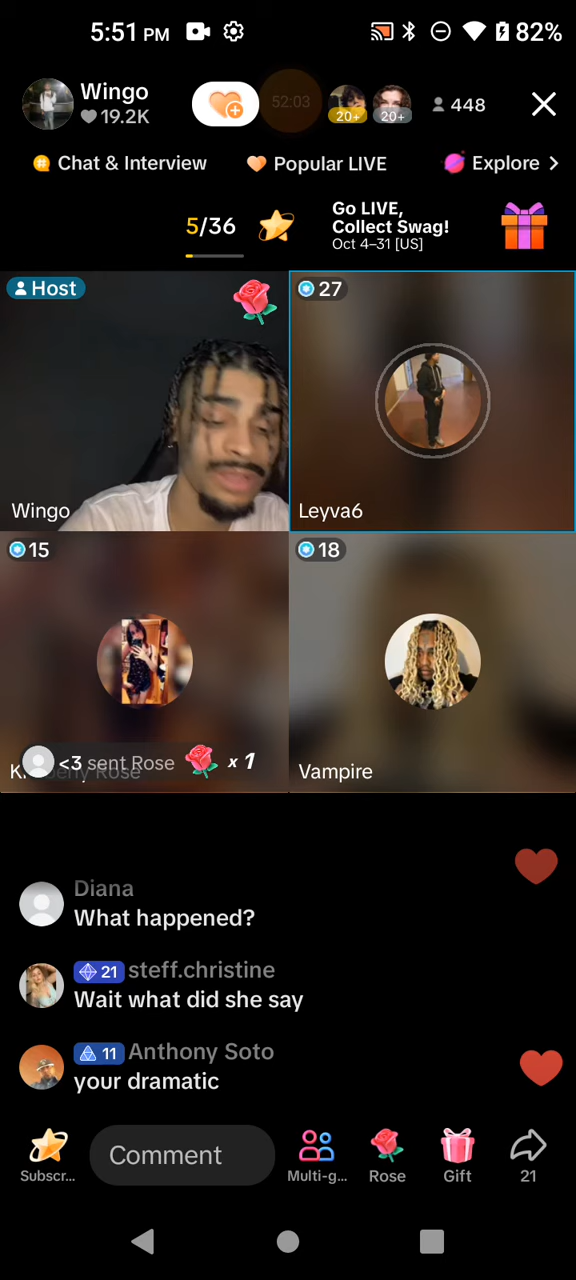 5:51 PM
82%
Wingo
19.2K
52:03
20+
20+
448
Chat & Interview
Popular LIVE
Explore
5/36
Go LIVE,
Collect Swag!
Oct 4–31 [US]
Host
27
Wingo
Leyva6
15
18
<3 sent Rose x 1
Vampire
Diana
What happened?
21 steff.christine
Wait what did she say
11 Anthony Soto
your dramatic
Subscr...
Comment
Multi-g...
Rose
Gift
21